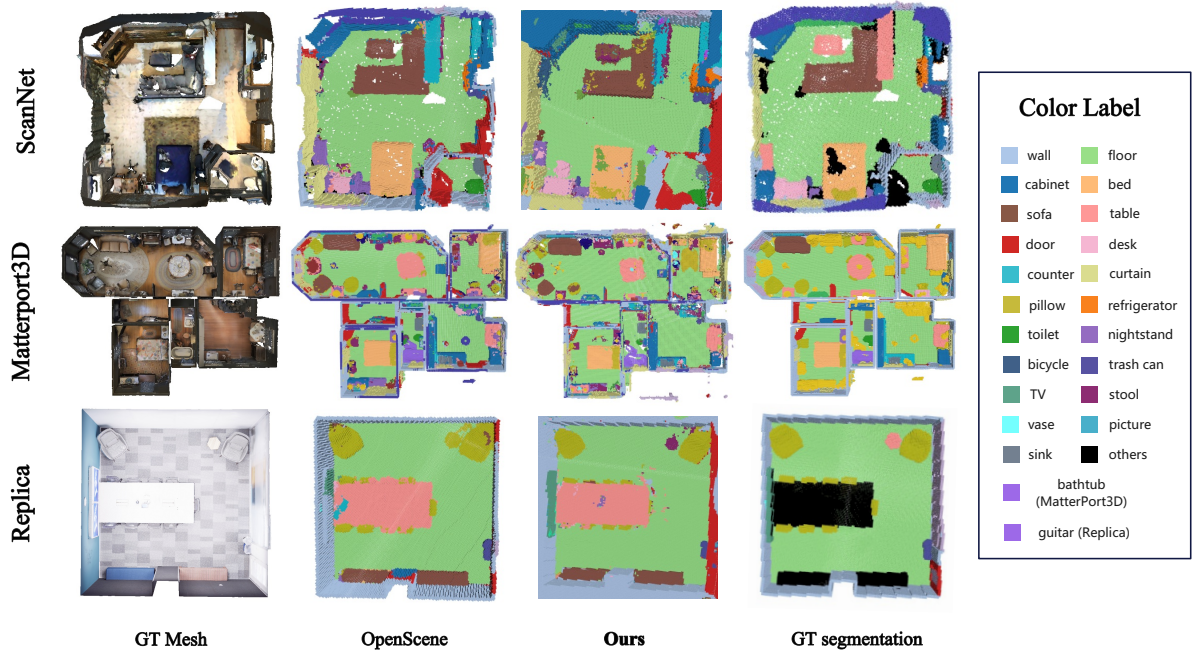 ScanNet
Matterport3D
Replica
GT Mesh
OpenScene
Ours
GT segmentation
Color Label
wall
floor
cabinet
bed
sofa
table
door
desk
counter
curtain
pillow
refrigerator
toilet
nightstand
bicycle
trash can
TV
stool
vase
picture
sink
others
bathtub
(MatterPort3D)
guitar (Replica)